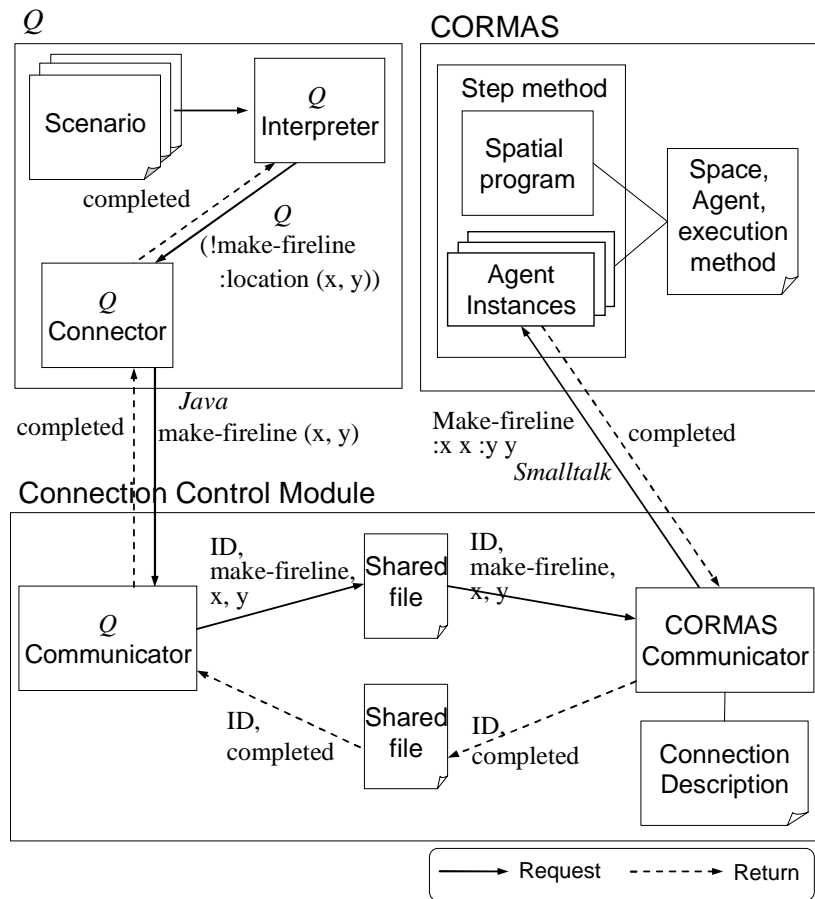 Q
CORMAS
Scenario
Q
Interpreter
completed
Q
(!make-fireline
:location (x, y))
Q
Connector
Step method
Spatial
program
Agent
Instances
Space,
Agent,
execution
method
completed
Java
make-fireline (x, y)
Make-fireline
:x x :y y
Smalltalk
completed
Connection Control Module
Q
Communicator
ID,
make-fireline,
x, y
Shared
file
ID,
make-fireline,
x, y
CORMAS
Communicator
ID,
completed
Shared
file
ID,
completed
Connection
Description
Request
Return